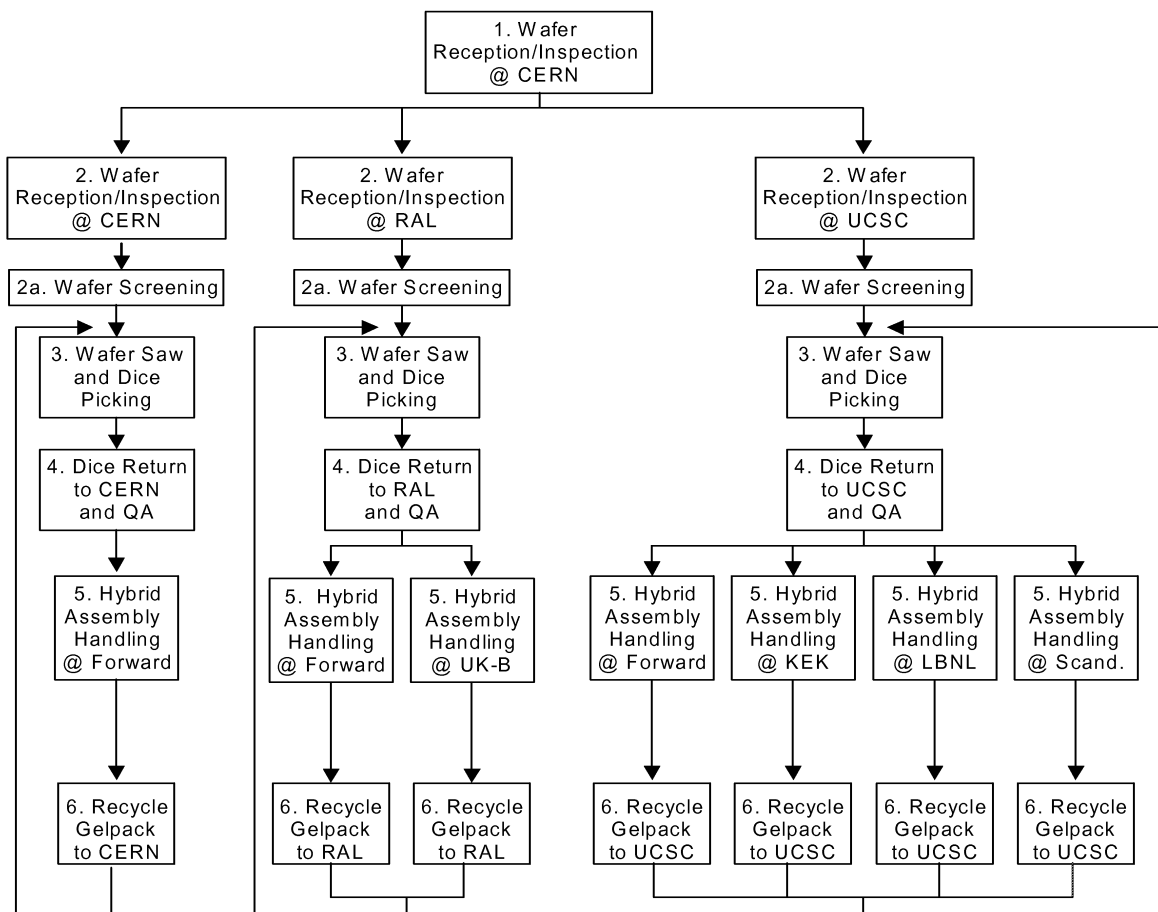 1. Wafer
Reception/Inspection
@ CERN
2. Wafer
Reception/Inspection
@ CERN
2. Wafer
Reception/Inspection
@ RAL
2. Wafer
Reception/Inspection
@ UCSC
2a. Wafer Screening
2a. Wafer Screening
2a. Wafer Screening
3. Wafer Saw
and Dice
Picking
3. Wafer Saw
and Dice
Picking
3. Wafer Saw
and Dice
Picking
4. Dice Return
to CERN
and QA
4. Dice Return
to RAL
and QA
4. Dice Return
to UCSC
and QA
5. Hybrid
Assembly
Handling
@ Forward
5. Hybrid
Assembly
Handling
@ Forward
5. Hybrid
Assembly
Handling
@ UK-B
5. Hybrid
Assembly
Handling
@ Forward
5. Hybrid
Assembly
Handling
@ KEK
5. Hybrid
Assembly
Handling
@ LBNL
5. Hybrid
Assembly
Handling
@ Scand.
6. Recycle
Gelpack
to CERN
6. Recycle
Gelpack
to RAL
6. Recycle
Gelpack
to RAL
6. Recycle
Gelpack
to UCSC
6. Recycle
Gelpack
to UCSC
6. Recycle
Gelpack
to UCSC
6. Recycle
Gelpack
to UCSC